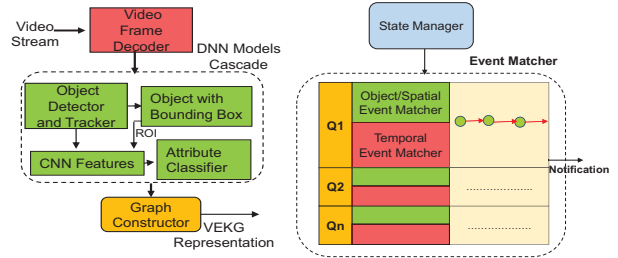 Video
Stream
Video
Frame
Decoder
DNN Models
Cascade
Object
Detector
and Tracker
Object with
Bounding Box
ROI
CNN Features
Attribute
Classifier
Graph
Constructor
VEKG
Representation
State Manager
Event Matcher
Q1
Object/Spatial
Event Matcher
Temporal
Event Matcher
Notification
Q2
.....................
Qn
.....................